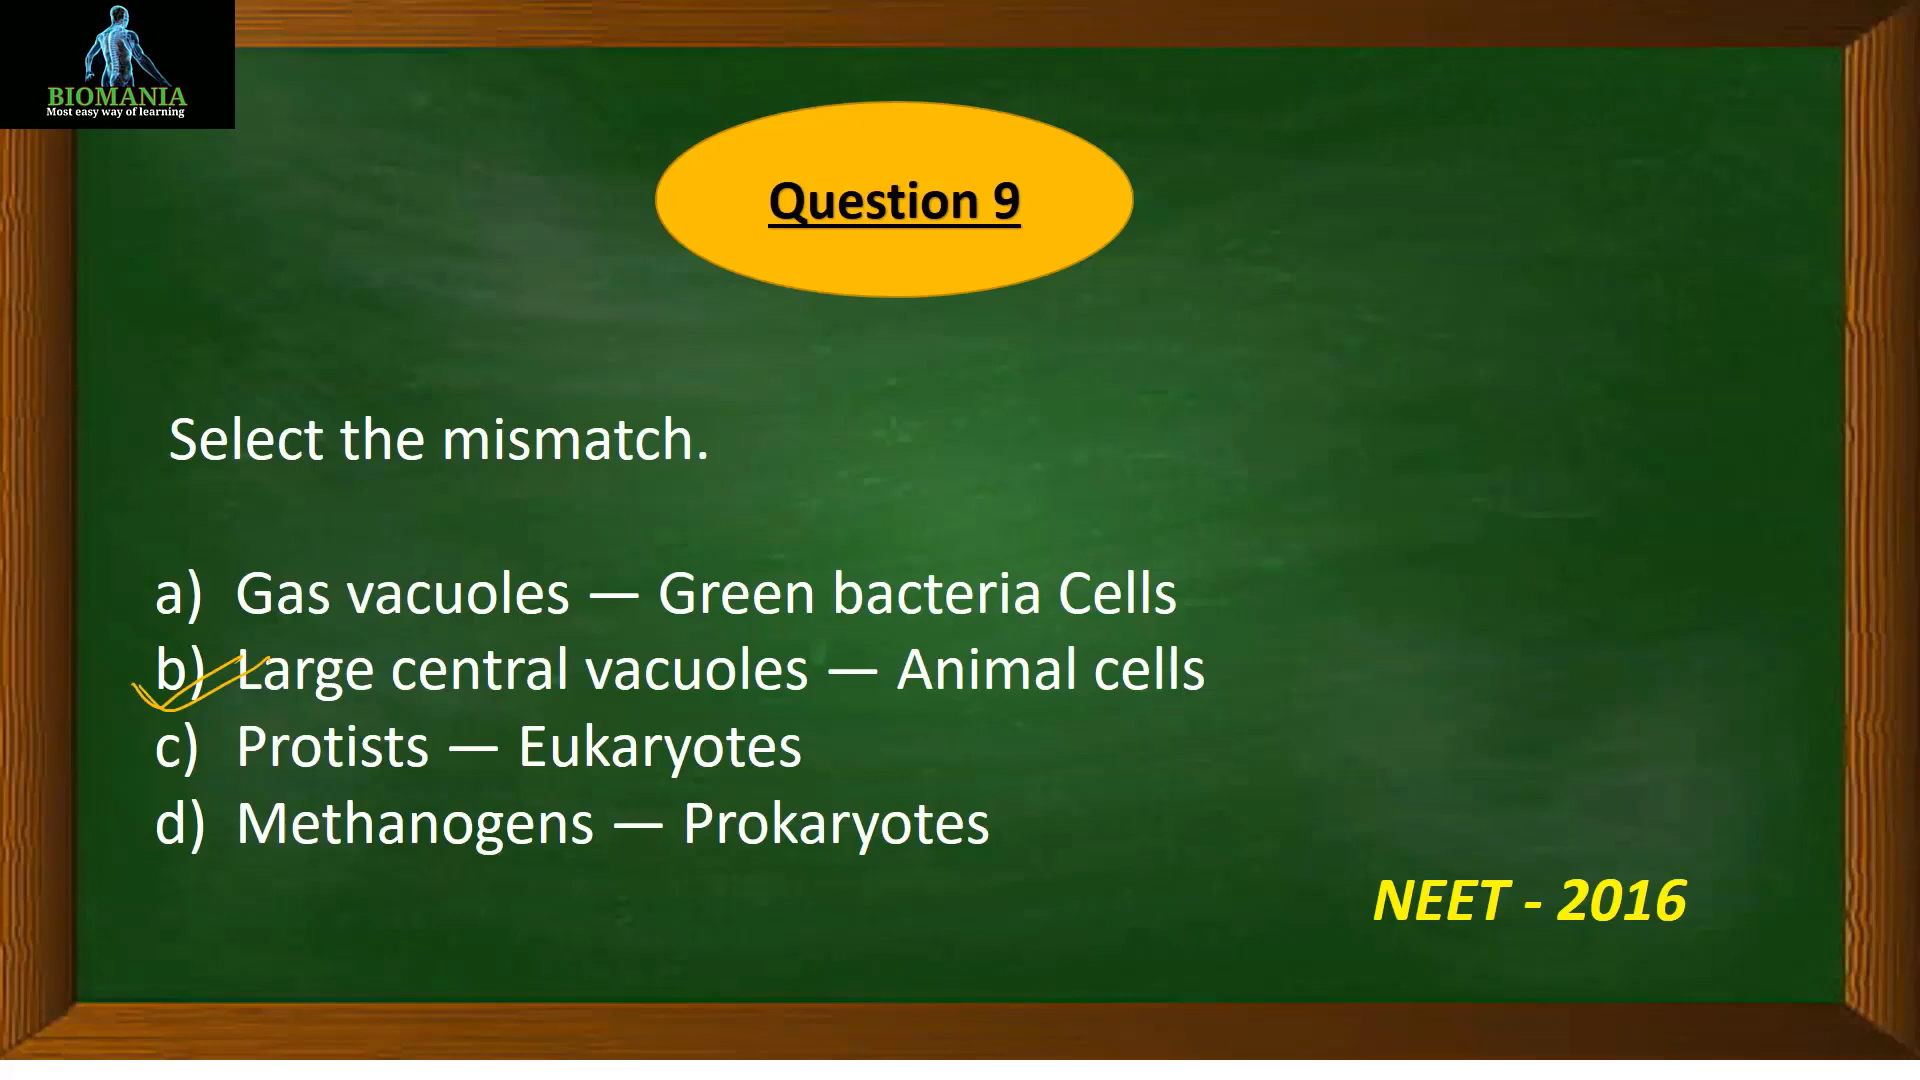 BIOMANIA
Most easy way of learning
Question 9
Select the mismatch.
a) Gas vacuoles — Green bacteria Cells
b) Large central vacuoles — Animal cells
c) Protists — Eukaryotes
d) Methanogens — Prokaryotes
NEET - 2016